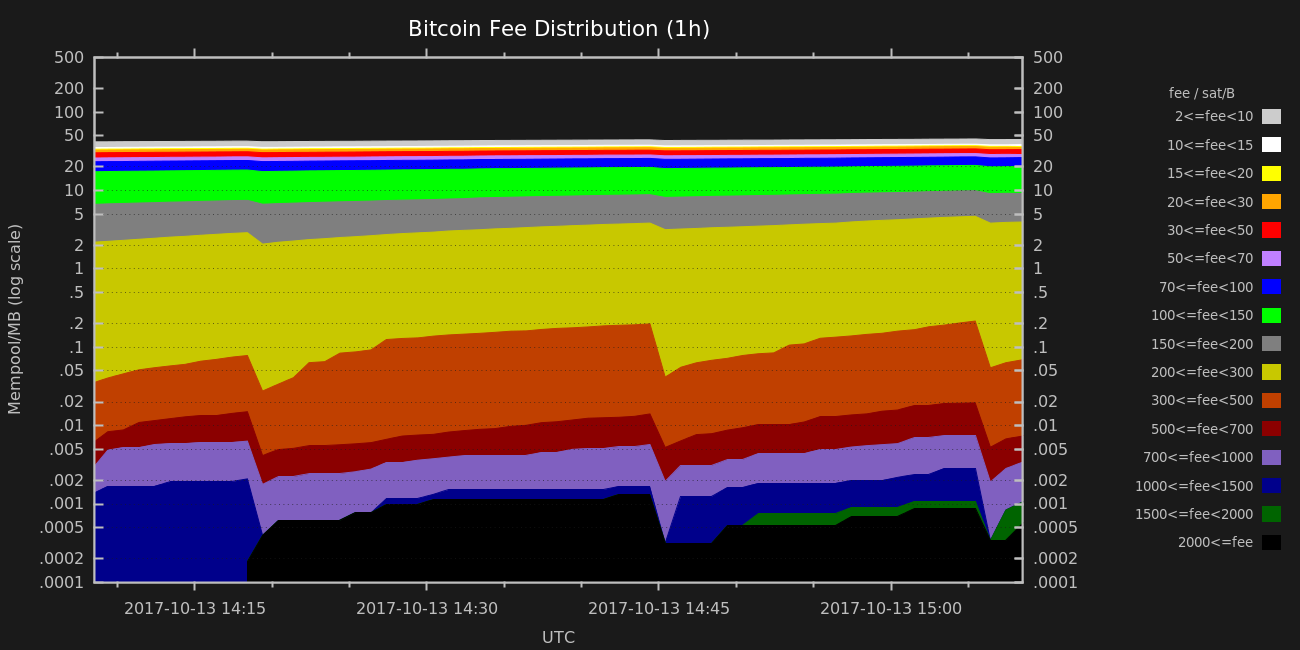 Bitcoin Fee Distribution (1h)
500 500
200 200
100 100
50 50
20 20
10 10
5 5
2 2
1 1
.5 .5
.2 .2
.1 .1
.05 .05
.02 .02
.01 .01
.005 .005
.002 .002
.001 .001
.0005 .0005
.0002 .0002
.0001 .0001
Mempool/MB (log scale)
2017-10-13 14:15 2017-10-13 14:30 2017-10-13 14:45 2017-10-13 15:00
UTC
fee / sat/B
2<=fee<10
10<=fee<15
15<=fee<20
20<=fee<30
30<=fee<50
50<=fee<70
70<=fee<100
100<=fee<150
150<=fee<200
200<=fee<300
300<=fee<500
500<=fee<700
700<=fee<1000
1000<=fee<1500
1500<=fee<2000
2000<=fee